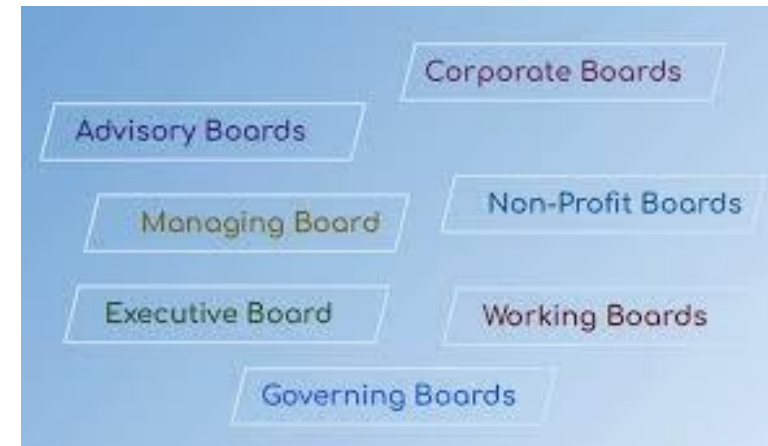 Corporate Boards
Advisory Boards
Non-Profit Boards
Managing Board
Executive Board
Working Boards
Governing Boards